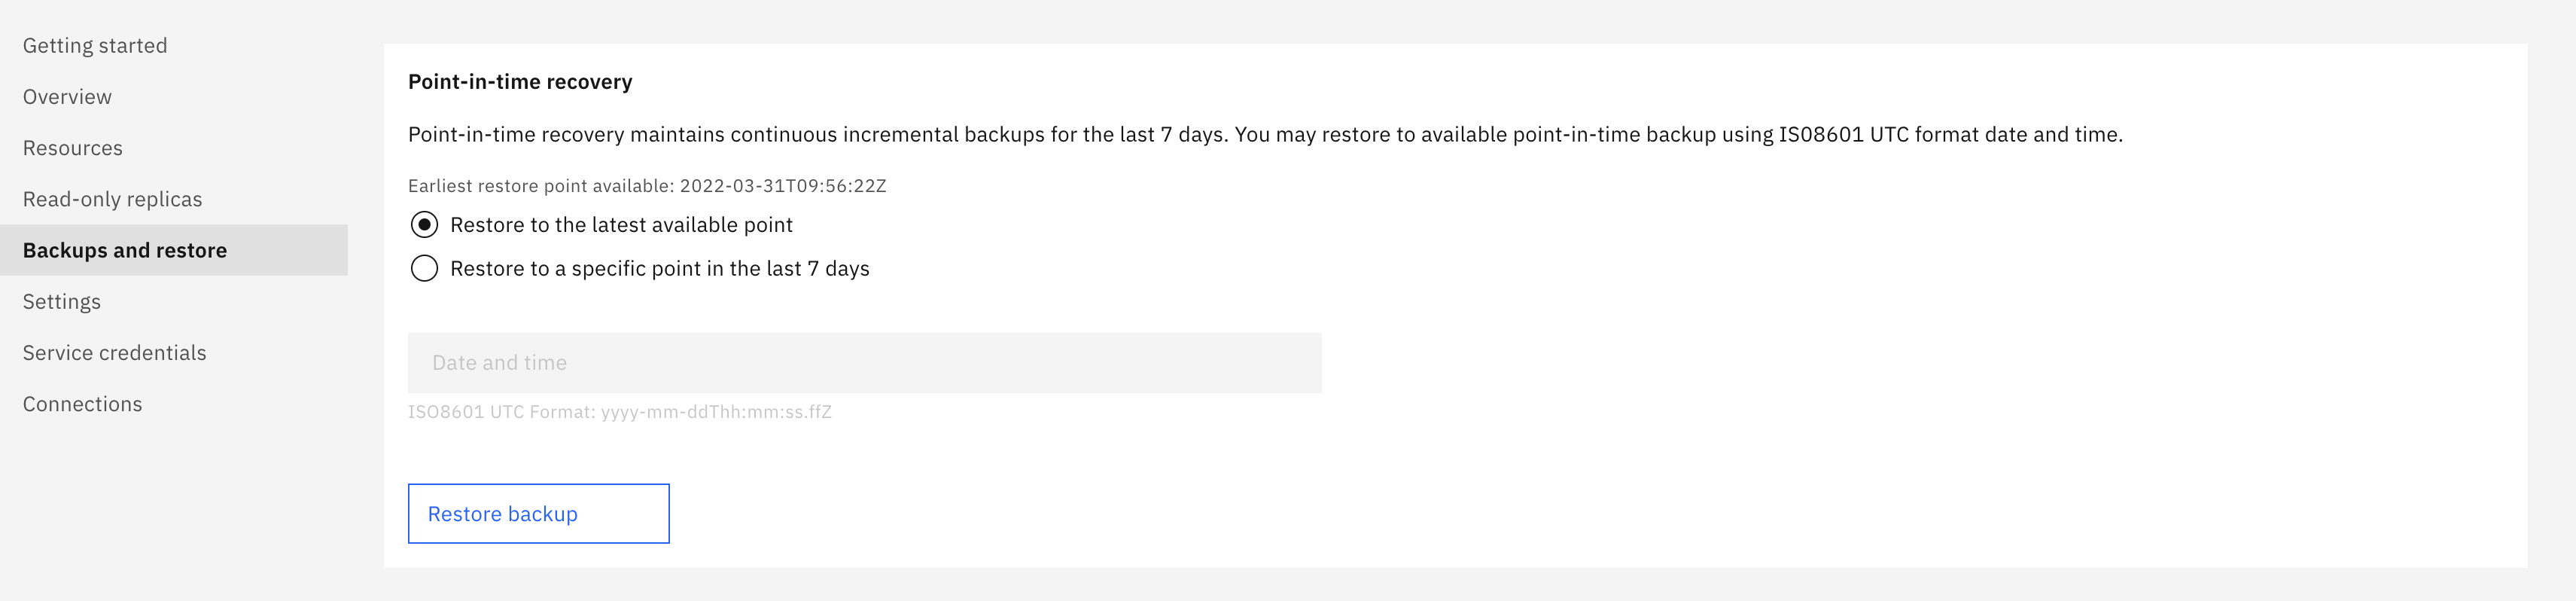 Getting started
Overview
Resources
Read-only replicas
Backups and restore
Settings
Service credentials
Connections
Point-in-time recovery
Point-in-time recovery maintains continuous incremental backups for the last 7 days. You may restore to available point-in-time backup using IS08601 UTC format date and time.
Earliest restore point available: 2022-03-31T09:56:22Z
Restore to the latest available point
Restore to a specific point in the last 7 days
Date and time
ISO8601 UTC Format: yyyy-mm-ddThh:mm:ss.ffZ
Restore backup